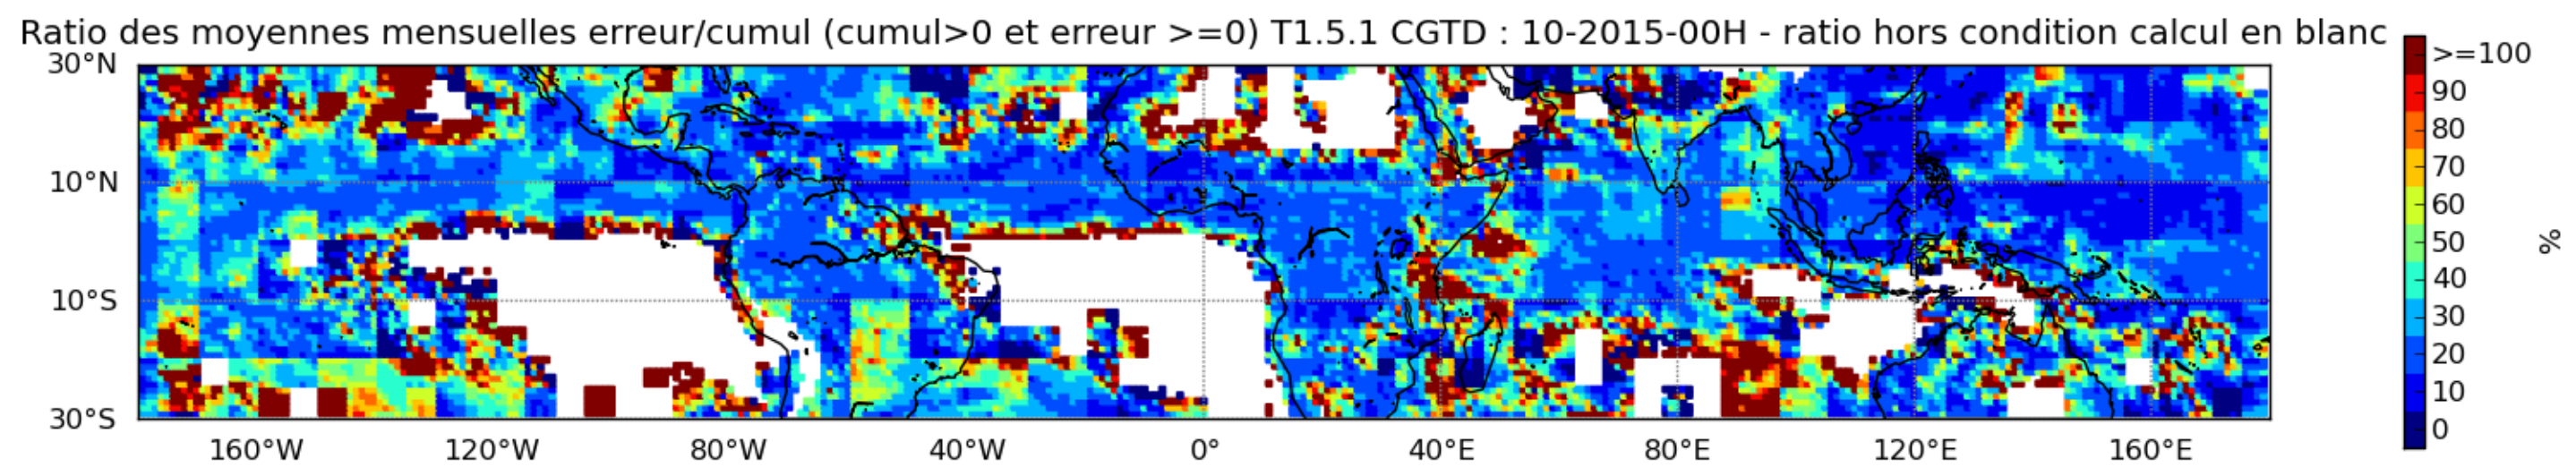 Ratio des moyennes mensuelles erreur/cumul (cumul>0 et erreur >=0) T1.5.1 CGTD : 10-2015-00H - ratio hors condition calcul en blanc
30°N
10°N
10°S
30°S
160°W 120°W 80°W 40°W 0° 40°E 80°E 120°E 160°E
>=100
90
80
70
60
50
40
30
20
10
0
%